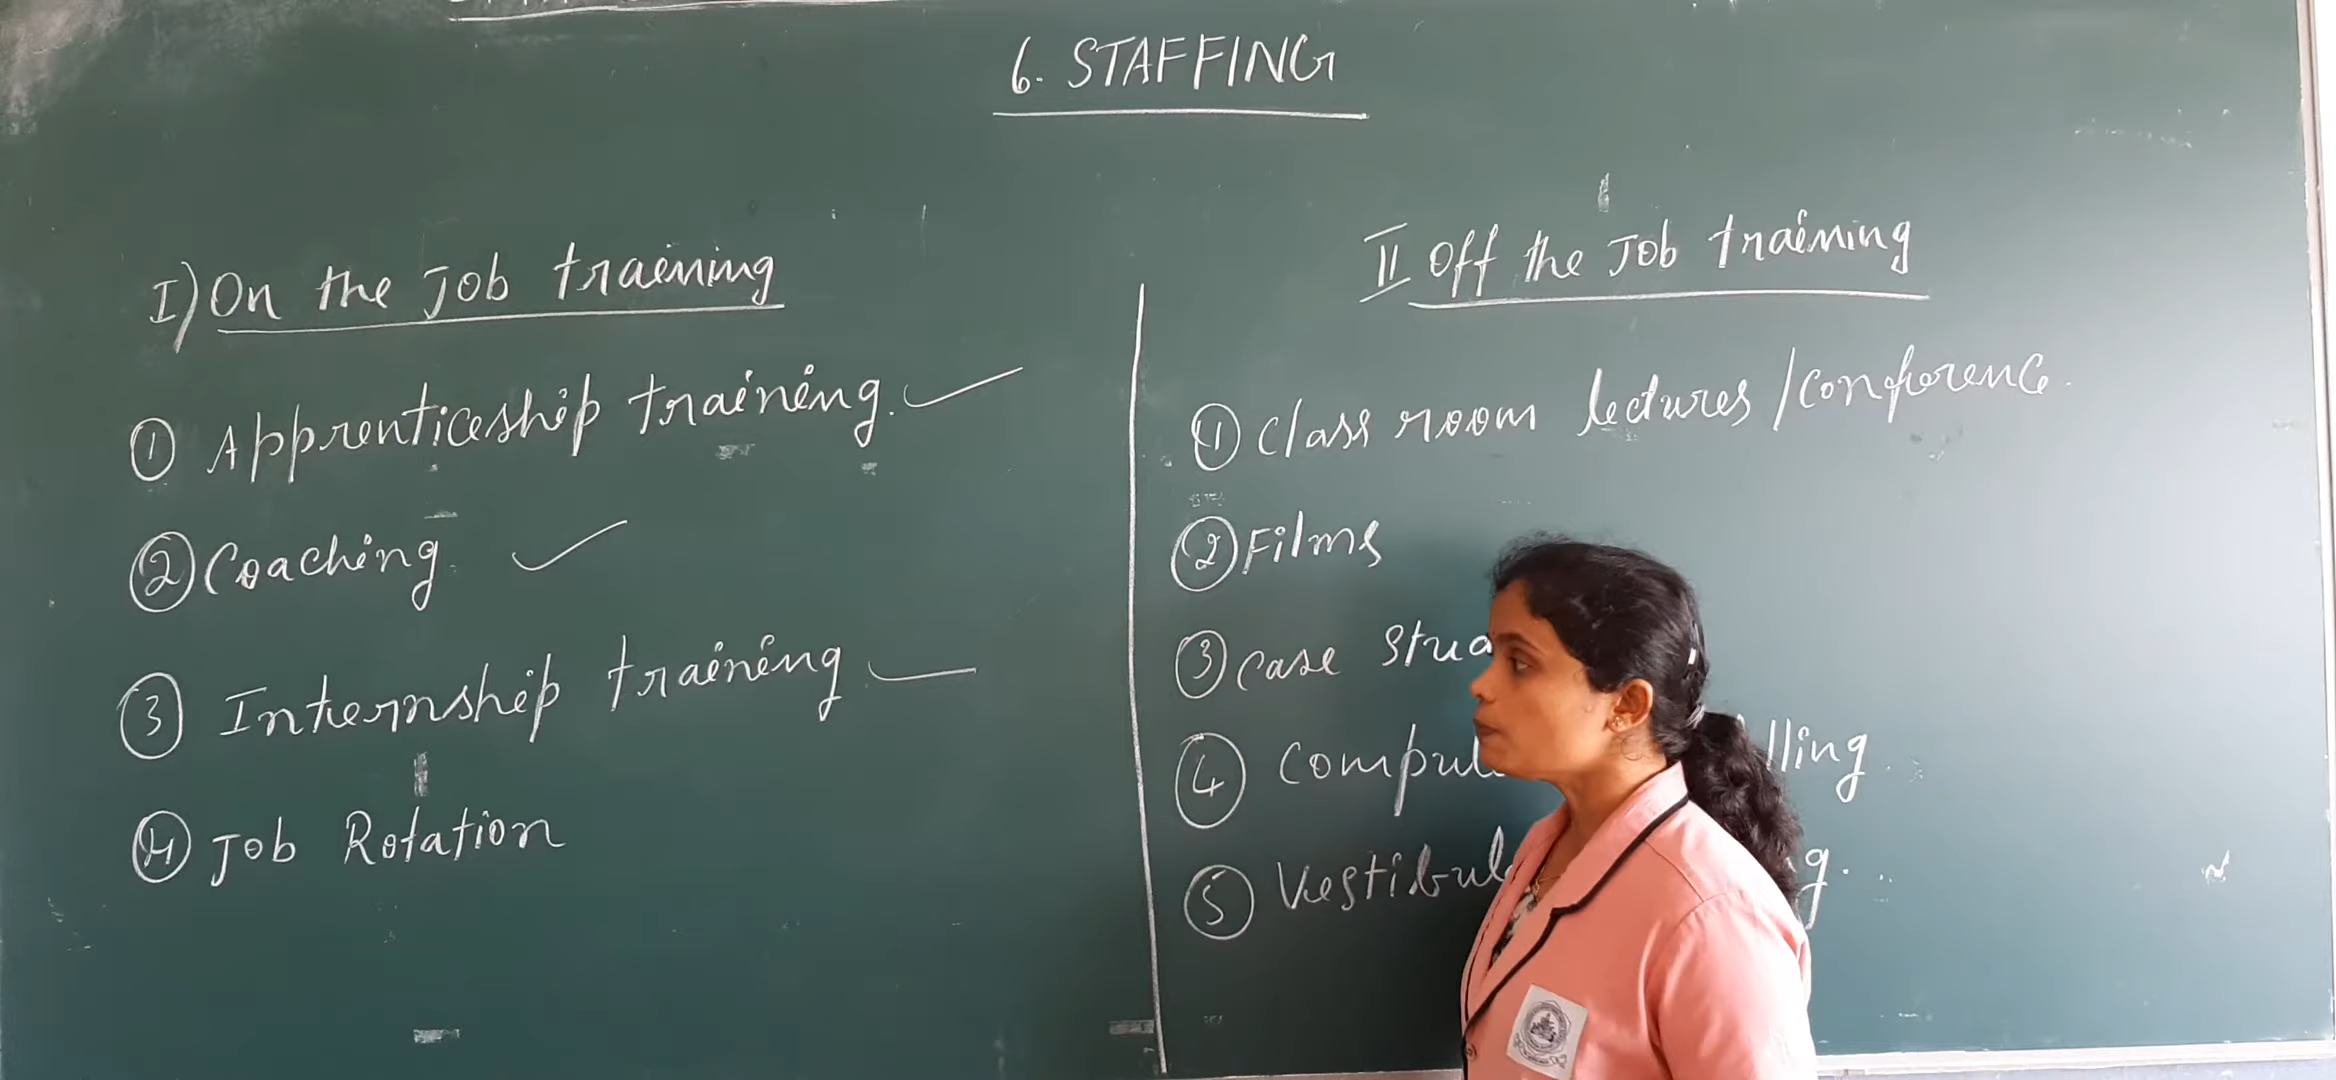 6. STAFFING
I) On the Job training
① Apprenticeship training.
② Coaching.
③ Internship training
④ Job Rotation
II Off the Job training
① Class room lectures / conference.
② Films
③ Case
④
⑤